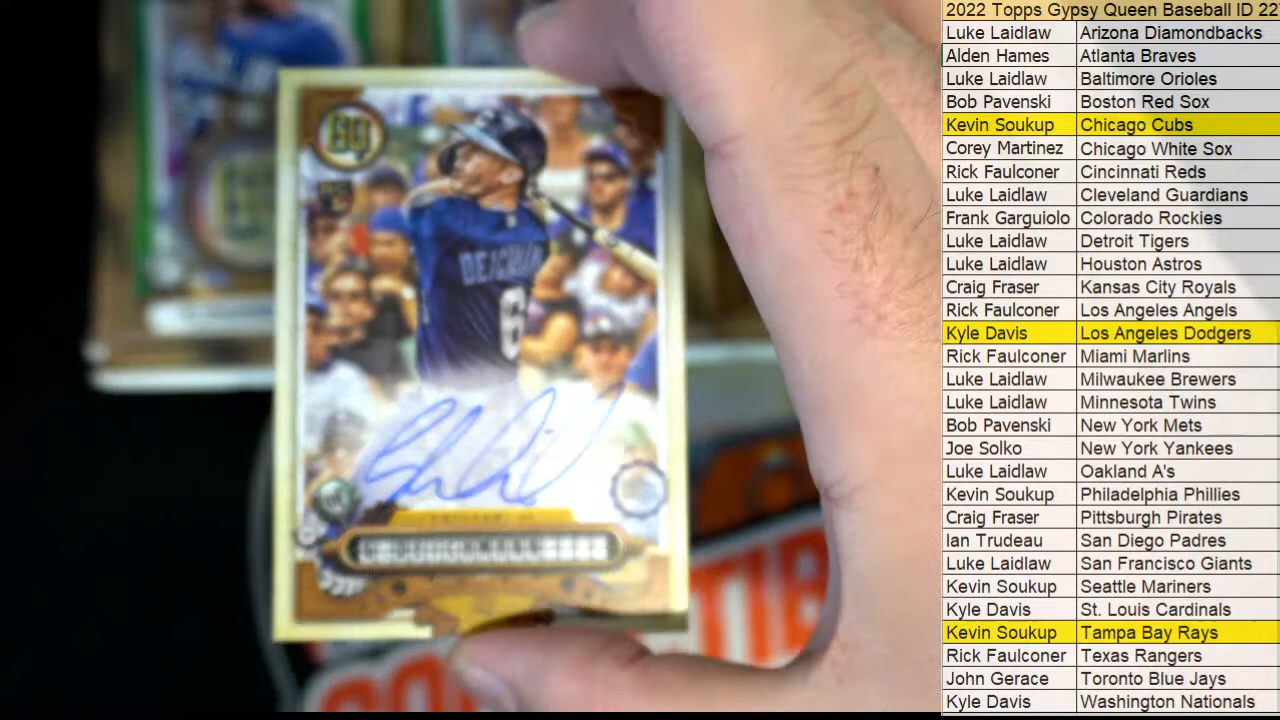 2022 Topps Gypsy Queen Baseball ID 22
Luke Laidlaw Arizona Diamondbacks
Alden Hames Atlanta Braves
Luke Laidlaw Baltimore Orioles
Bob Pavenski Boston Red Sox
Kevin Soukup Chicago Cubs
Corey Martinez Chicago White Sox
Rick Faulconer Cincinnati Reds
Luke Laidlaw Cleveland Guardians
Frank Garguiolo Colorado Rockies
Luke Laidlaw Detroit Tigers
Luke Laidlaw Houston Astros
Craig Fraser Kansas City Royals
Rick Faulconer Los Angeles Angels
Kyle Davis Los Angeles Dodgers
Rick Faulconer Miami Marlins
Luke Laidlaw Milwaukee Brewers
Luke Laidlaw Minnesota Twins
Bob Pavenski New York Mets
Joe Solko New York Yankees
Luke Laidlaw Oakland A's
Kevin Soukup Philadelphia Phillies
Craig Fraser Pittsburgh Pirates
Ian Trudeau San Diego Padres
Luke Laidlaw San Francisco Giants
Kevin Soukup Seattle Mariners
Kyle Davis St. Louis Cardinals
Kevin Soukup Tampa Bay Rays
Rick Faulconer Texas Rangers
John Gerace Toronto Blue Jays
Kyle Davis Washington Nationals
GQ
6